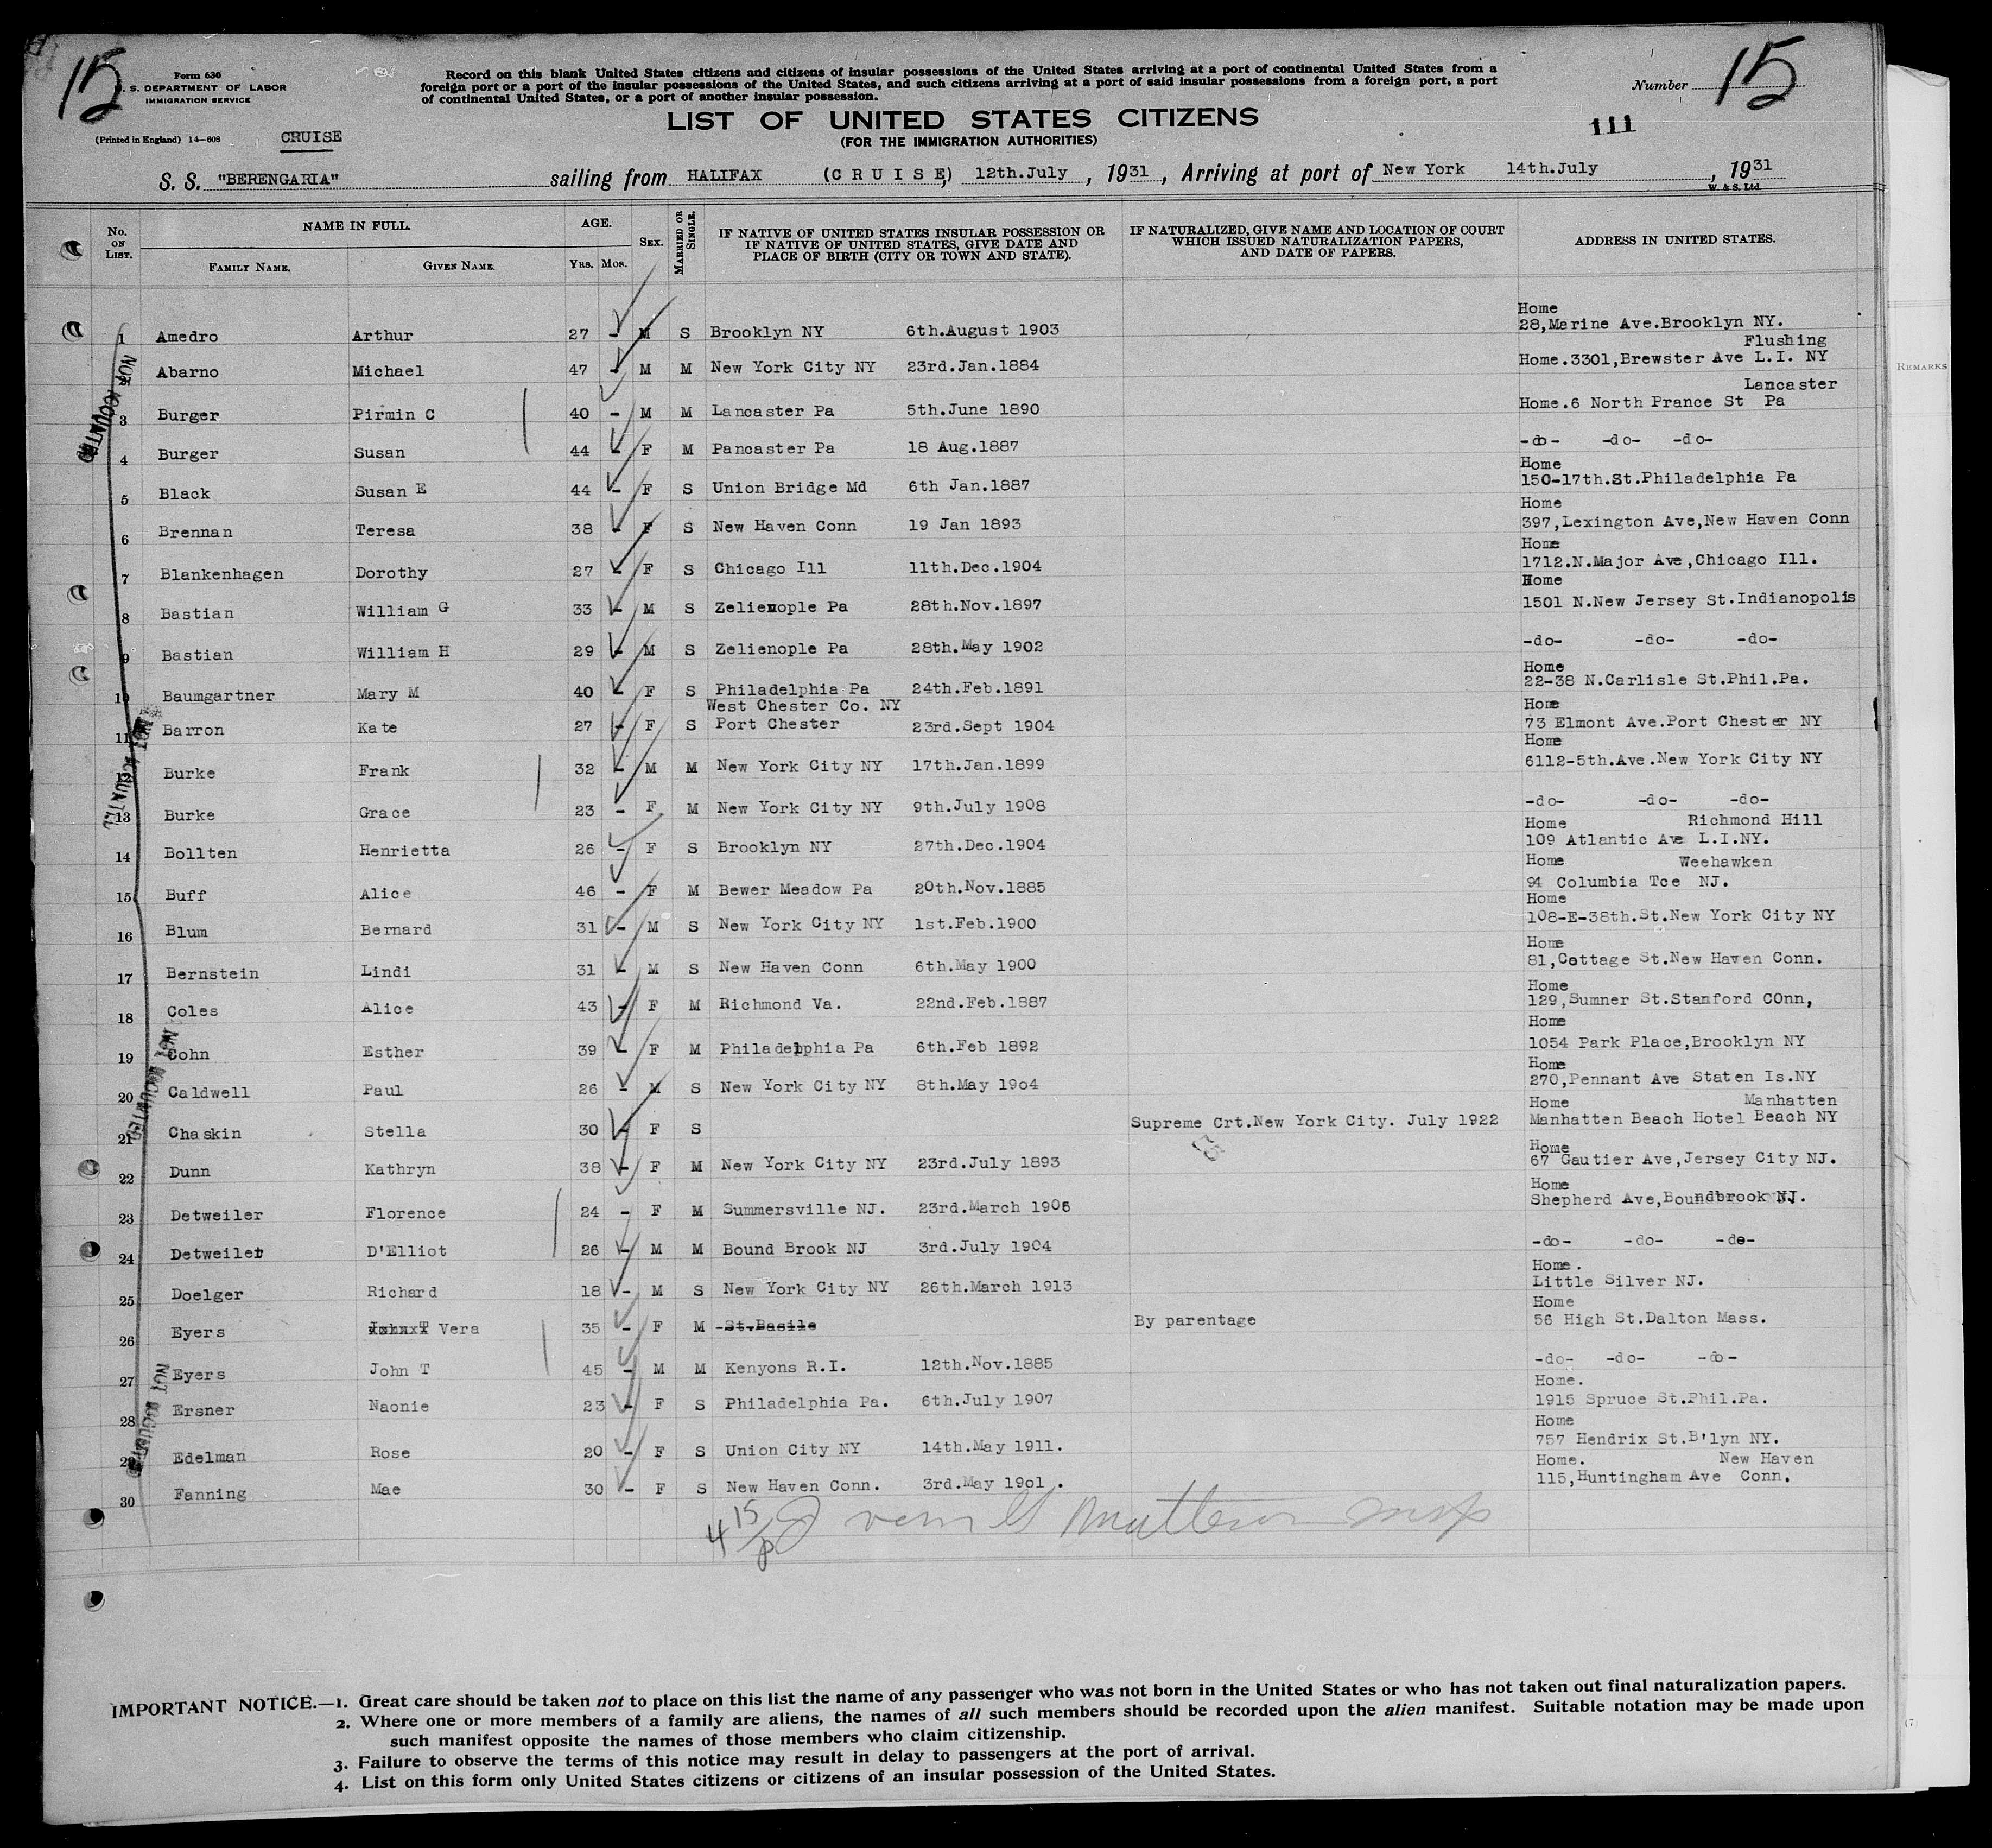 15
15
Form 630
U. S. DEPARTMENT OF LABOR
IMMIGRATION SERVICE
(Printed in England) 14—608
CRUISE
Record on this blank United States citizens and citizens of insular possessions of the United States arriving at a port of continental United States from a
foreign port or a port of the insular possessions of the United States, and such citizens arriving at a port of said insular possessions from a foreign port, a port
of continental United States, or a port of another insular possession.
Number
LIST OF UNITED STATES CITIZENS
(FOR THE IMMIGRATION AUTHORITIES)
111
S. S. "BERENGARIA" sailing from HALIFAX (C R U I S E) 12th.July, 1931, Arriving at port of New York 14th.July, 1931
W. & S. Ltd.
No. ON LIST. NAME IN FULL. AGE. SEX. MARRIED OR SINGLE. IF NATIVE OF UNITED STATES INSULAR POSSESSION OR IF NATIVE OF UNITED STATES, GIVE DATE AND PLACE OF BIRTH (CITY OR TOWN AND STATE). IF NATURALIZED, GIVE NAME AND LOCATION OF COURT WHICH ISSUED NATURALIZATION PAPERS, AND DATE OF PAPERS. ADDRESS IN UNITED STATES.
FAMILY NAME. GIVEN NAME. YRS. MOS.
REMARKS
Home
1 Amedro Arthur 27 - M S Brooklyn NY 6th.August 1903 28,Marine Ave.Brooklyn NY.
Flushing
Abarno Michael 47 - M M New York City NY 23rd.Jan.1884 Home.3301,Brewster Ave L.I. NY
Lancaster
3 Burger Pirmin C 40 - M M Lancaster Pa 5th.June 1890 Home.6 North Prance St Pa
4 Burger Susan 44 - F M Pancaster Pa 18 Aug.1887 -do- -do- -do-
Home
5 Black Susan E 44 - F S Union Bridge Md 6th Jan.1887 150-17th.St.Philadelphia Pa
Home
6 Brennan Teresa 38 - F S New Haven Conn 19 Jan 1893 397,Lexington Ave,New Haven Conn
Home
7 Blankenhagen Dorothy 27 - F S Chicago Ill 11th.Dec.1904 1712.N.Major Ave,Chicago Ill.
Home
8 Bastian William G 33 - M S Zelienople Pa 28th.Nov.1897 1501 N.New Jersey St.Indianopolis
9 Bastian William H 29 - M S Zelienople Pa 28th.May 1902 -do- -do- -do-
Home
10 Baumgartner Mary M 40 - F S Philadelphia Pa 24th.Feb.1891 22-38 N.Carlisle St.Phil.Pa.
West Chester Co. NY Home
11 Barron Kate 27 - F S Port Chester 23rd.Sept 1904 73 Elmont Ave.Port Chester NY
Home
12 Burke Frank 32 - M M New York City NY 17th.Jan.1899 6112-5th.Ave.New York City NY
13 Burke Grace 23 - F M New York City NY 9th.July 1908 -do- -do- -do-
Home Richmond Hill
14 Bollten Henrietta 26 - F S Brooklyn NY 27th.Dec.1904 109 Atlantic Ave L.I.NY.
Home Weehawken
15 Buff Alice 46 - F M Bewer Meadow Pa 20th.Nov.1885 94 Columbia Tce NJ.
Home
16 Blum Bernard 31 - M S New York City NY 1st.Feb.1900 108-E-38th.St.New York City NY
Home
17 Bernstein Lindi 31 - M S New Haven Conn 6th.May 1900 81,Cottage St.New Haven Conn.
Home
18 Coles Alice 43 - F M Richmond Va. 22nd.Feb.1887 129,Sumner St.Stamford COnn,
Home
19 Cohn Esther 39 - F M Philadelphia Pa 6th.Feb 1892 1054 Park Place,Brooklyn NY
Home
20 Caldwell Paul 26 - M S New York City NY 8th.May 19o4 270,Pennant Ave Staten Is.NY
Home Manhatten
21 Chaskin Stella 30 - F S Supreme Crt.New York City. July 1922 Manhatten Beach Hotel Beach NY
Home
22 Dunn Kathryn 38 - F M New York City NY 23rd.July 1893 67 Gautier Ave,Jersey City NJ.
Home
23 Detweiler Florence 24 - F M Summersville NJ. 23rd.March 1906 Shepherd Ave,Boundbrook NJ.
24 Detweiler D'Elliot 26 - M M Bound Brook NJ 3rd.July 1904 -do- -do- -do-
Home.
25 Doelger Richard 18 - M S New York City NY 26th.March 1913 Little Silver NJ.
Home
26 Eyers John T Vera 35 - F M St.Basile By parentage 56 High St.Dalton Mass.
27 Eyers John T 45 - M M Kenyons R.I. 12th.Nov.1885 -do- -do- -do-
Home.
28 Ersner Naonie 23 - F S Philadelphia Pa. 6th.July 1907 1915 Spruce St.Phil.Pa.
Home
29 Edelman Rose 20 - F S Union City NY 14th.May 1911. 757 Hendrix St.B'lyn NY.
Home. New Haven
30 Fanning Mae 30 - F S New Haven Conn. 3rd.May 19o1. 115,Huntingham Ave Conn.
IMPORTANT NOTICE.—1. Great care should be taken not to place on this list the name of any passenger who was not born in the United States or who has not taken out final naturalization papers.
2. Where one or more members of a family are aliens, the names of all such members should be recorded upon the alien manifest. Suitable notation may be made upon
such manifest opposite the names of those members who claim citizenship.
3. Failure to observe the terms of this notice may result in delay to passengers at the port of arrival.
4. List on this form only United States citizens or citizens of an insular possession of the United States.